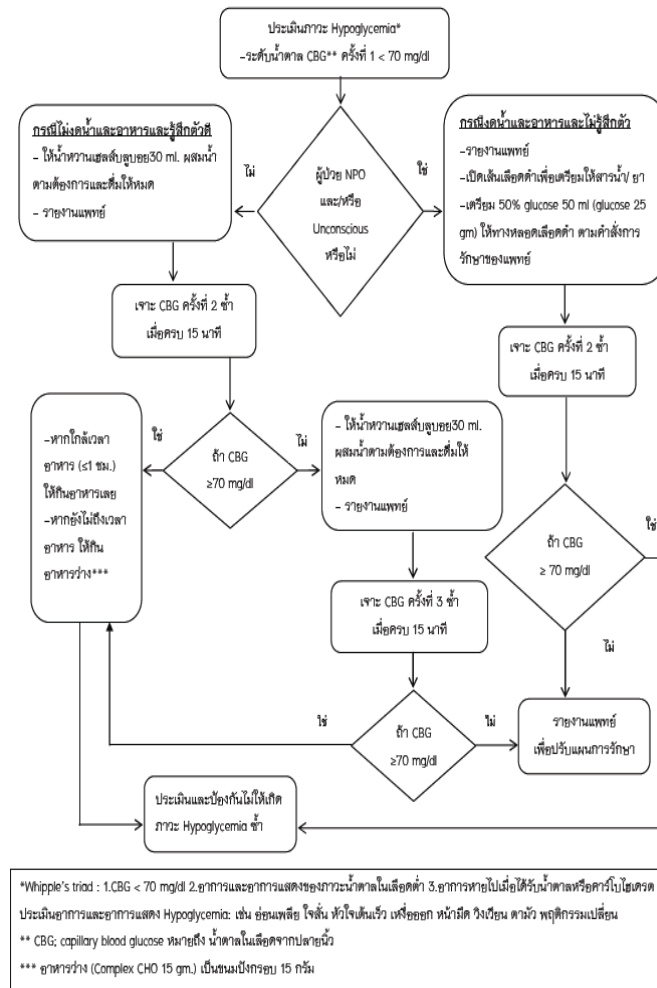 ประเมินภาวะ Hypoglycemia*
-ระดับน้ำตาล CBG** ครั้งที่ 1 < 70 mg/dl
กรณีไม่งดน้ำและอาหารและรู้สึกตัวดี
- ให้น้ำหวานเฮลส์บลูบอย30 ml. ผสมน้ำ
ตามต้องการและดื่มให้หมด
- รายงานแพทย์
ไม่
ผู้ป่วย NPO
และ/หรือ
Unconscious
หรือไม่
ใช่
กรณีงดน้ำและอาหารและไม่รู้สึกตัว
-รายงานแพทย์
-เปิดเส้นเลือดดำเพื่อเตรียมให้สารน้ำ/ ยา
-เตรียม 50% glucose 50 ml (glucose 25
gm) ให้ทางหลอดเลือดดำ ตามคำสั่งการ
รักษาของแพทย์
เจาะ CBG ครั้งที่ 2 ซ้ำ
เมื่อครบ 15 นาที
เจาะ CBG ครั้งที่ 2 ซ้ำ
เมื่อครบ 15 นาที
-หากใกล้เวลา
อาหาร (≤1 ชม.)
ให้กินอาหารเลย
-หากยังไม่ถึงเวลา
อาหาร ให้กิน
อาหารว่าง***
ใช่
ถ้า CBG
≥70 mg/dl
ไม่
- ให้น้ำหวานเฮลส์บลูบอย30 ml.
ผสมน้ำตามต้องการและดื่มให้
หมด
- รายงานแพทย์
ถ้า CBG
≥ 70 mg/dl
ใช่
ไม่
เจาะ CBG ครั้งที่ 3 ซ้ำ
เมื่อครบ 15 นาที
ใช่
ถ้า CBG
≥70 mg/dl
ไม่
รายงานแพทย์
เพื่อปรับแผนการรักษา
ประเมินและป้องกันไม่ให้เกิด
ภาวะ Hypoglycemia ซ้ำ
*Whipple's triad : 1.CBG < 70 mg/dl 2.อาการและอาการแสดงของภาวะน้ำตาลในเลือดต่ำ 3.อาการหายไปเมื่อได้รับน้ำตาลหรือคาร์โบไฮเดรต
ประเมินอาการและอาการแสดง Hypoglycemia: เช่น อ่อนเพลีย ใจสั่น หัวใจเต้นเร็ว เหงื่อออก หน้ามืด วิงเวียน ตามัว พฤติกรรมเปลี่ยน
** CBG; capillary blood glucose หมายถึง น้ำตาลในเลือดจากปลายนิ้ว
*** อาหารว่าง (Complex CHO 15 gm.) เป็นขนมปังกรอบ 15 กรัม